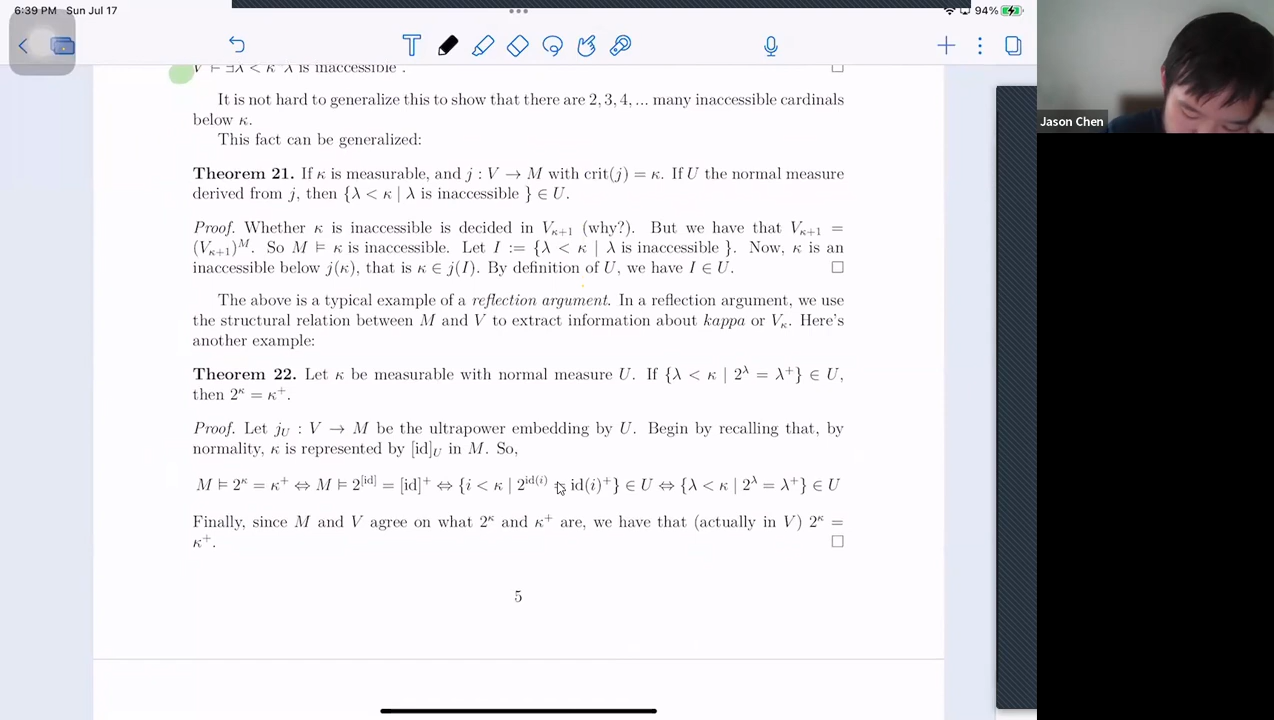 6:39 PM Sun Jul 17
94%
Jason Chen
λ is inaccessible".
It is not hard to generalize this to show that there are 2, 3, 4, ... many inaccessible cardinals
below κ.
This fact can be generalized:
Theorem 21. If κ is measurable, and j : V → M with crit(j) = κ. If U the normal measure
derived from j, then {λ < κ | λ is inaccessible } ∈ U.
Proof. Whether κ is inaccessible is decided in V_{κ+1} (why?). But we have that V_{κ+1} =
(V_{κ+1})^M. So M ⊨ κ is inaccessible. Let I := {λ < κ | λ is inaccessible }. Now, κ is an
inaccessible below j(κ), that is κ ∈ j(I). By definition of U, we have I ∈ U. □
The above is a typical example of a reflection argument. In a reflection argument, we use
the structural relation between M and V to extract information about kappa or V_κ. Here's
another example:
Theorem 22. Let κ be measurable with normal measure U. If {λ < κ | 2^λ = λ^+} ∈ U,
then 2^κ = κ^+.
Proof. Let j_U : V → M be the ultrapower embedding by U. Begin by recalling that, by
normality, κ is represented by [id]_U in M. So,
M ⊨ 2^κ = κ^+ ⇔ M ⊨ 2^{[id]} = [id]^+ ⇔ {i < κ | 2^{id(i)} = id(i)^+} ∈ U ⇔ {λ < κ | 2^λ = λ^+} ∈ U
Finally, since M and V agree on what 2^κ and κ^+ are, we have that (actually in V) 2^κ =
κ^+. □
5